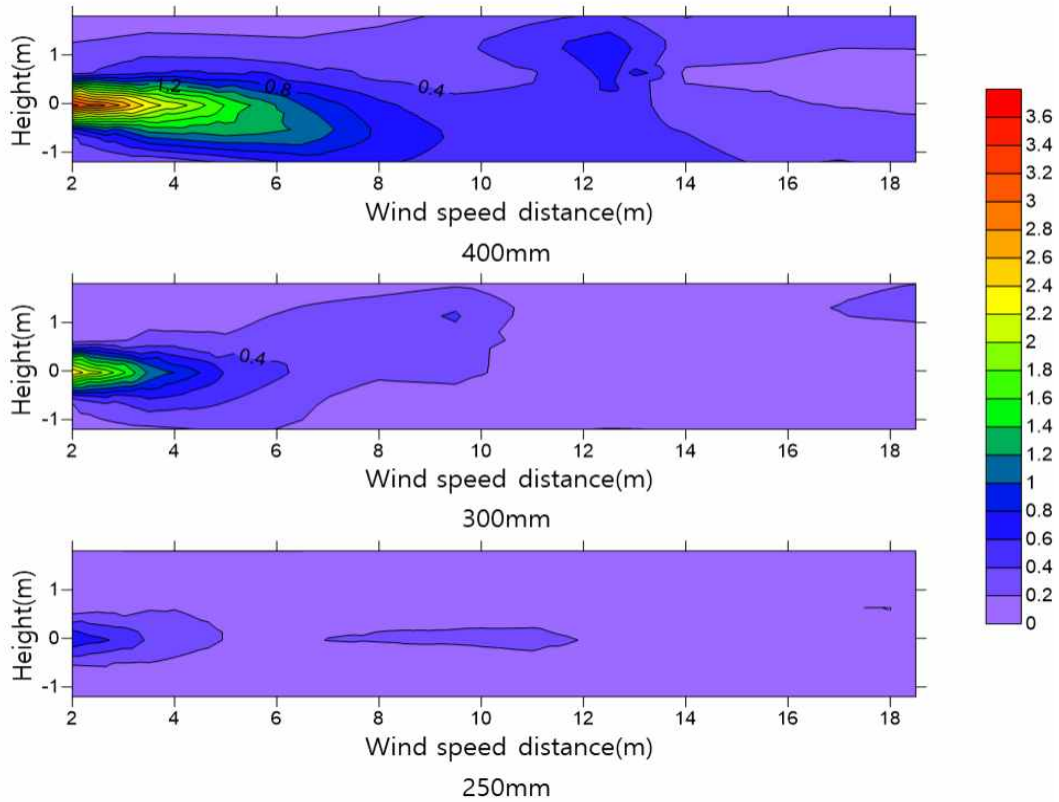 Height(m)
1
0
-1
1.2
0.8
0.4
2 4 6 8 10 12 14 16 18
Wind speed distance(m)
400mm
Height(m)
1
0
-1
0.4
2 4 6 8 10 12 14 16 18
Wind speed distance(m)
300mm
Height(m)
1
0
-1
2 4 6 8 10 12 14 16 18
Wind speed distance(m)
250mm
3.6
3.4
3.2
3
2.8
2.6
2.4
2.2
2
1.8
1.6
1.4
1.2
1
0.8
0.6
0.4
0.2
0